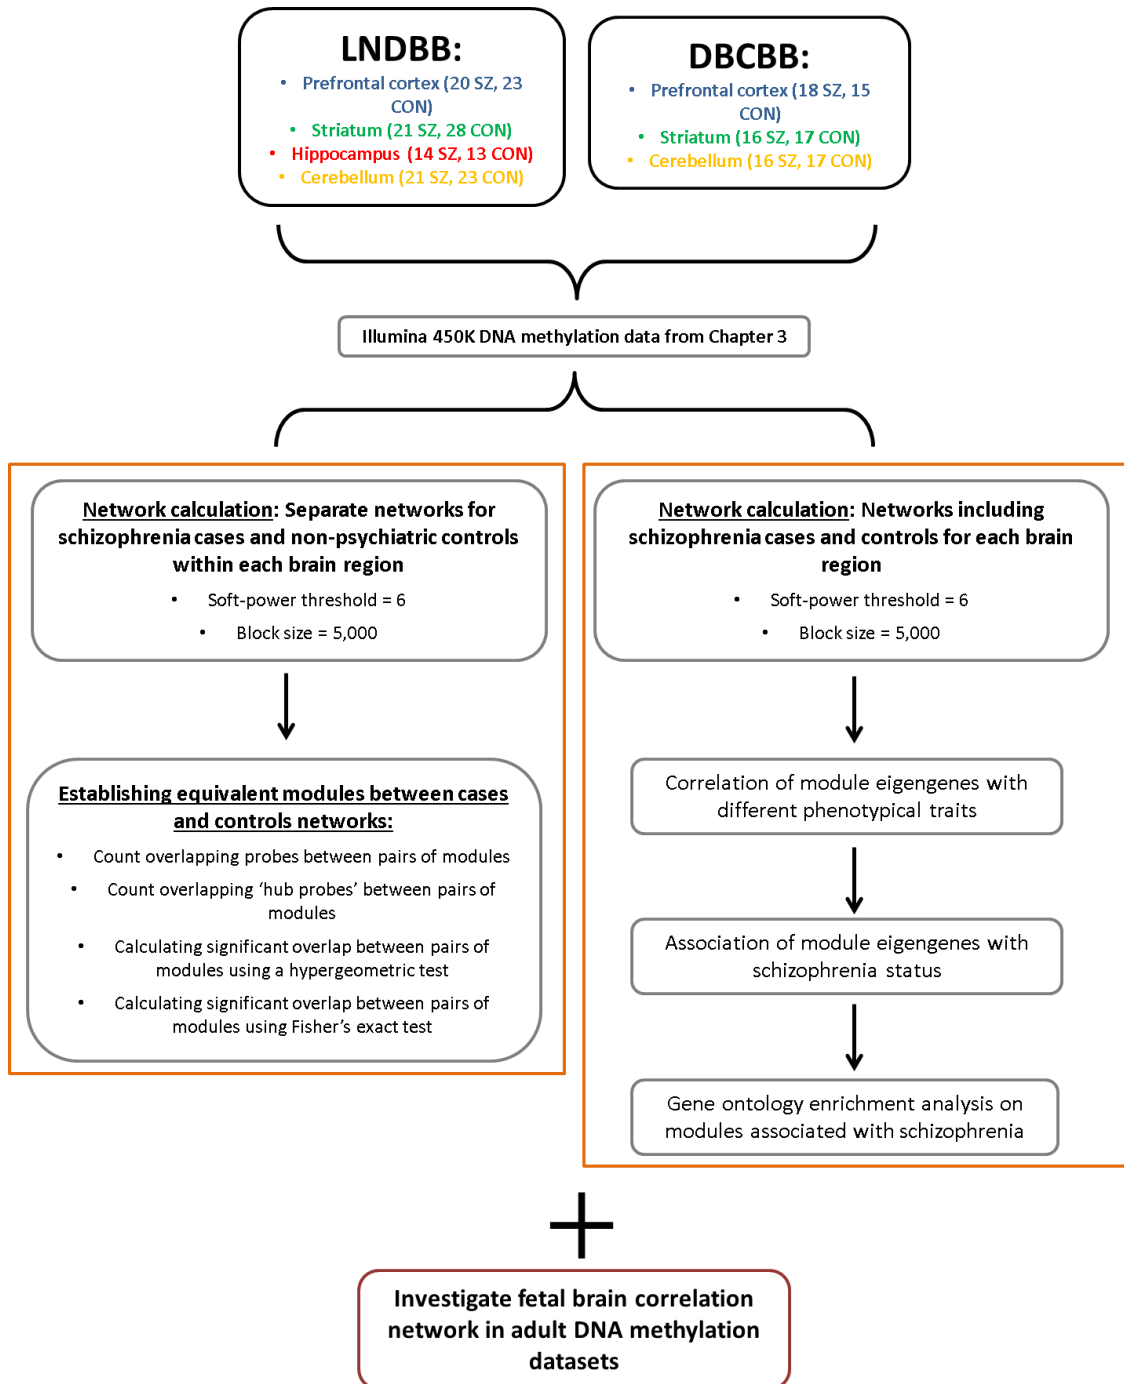 LNDBB:
• Prefrontal cortex (20 SZ, 23
CON)
• Striatum (21 SZ, 28 CON)
• Hippocampus (14 SZ, 13 CON)
• Cerebellum (21 SZ, 23 CON)
DBCBB:
• Prefrontal cortex (18 SZ, 15
CON)
• Striatum (16 SZ, 17 CON)
• Cerebellum (16 SZ, 17 CON)
Illumina 450K DNA methylation data from Chapter 3
Network calculation: Separate networks for
schizophrenia cases and non-psychiatric controls
within each brain region
• Soft-power threshold = 6
• Block size = 5,000
Establishing equivalent modules between cases
and controls networks:
• Count overlapping probes between pairs of modules
• Count overlapping ‘hub probes’ between pairs of
modules
• Calculating significant overlap between pairs of
modules using a hypergeometric test
• Calculating significant overlap between pairs of
modules using Fisher’s exact test
Network calculation: Networks including
schizophrenia cases and controls for each brain
region
• Soft-power threshold = 6
• Block size = 5,000
Correlation of module eigengenes with
different phenotypical traits
Association of module eigengenes with
schizophrenia status
Gene ontology enrichment analysis on
modules associated with schizophrenia
Investigate fetal brain correlation
network in adult DNA methylation
datasets